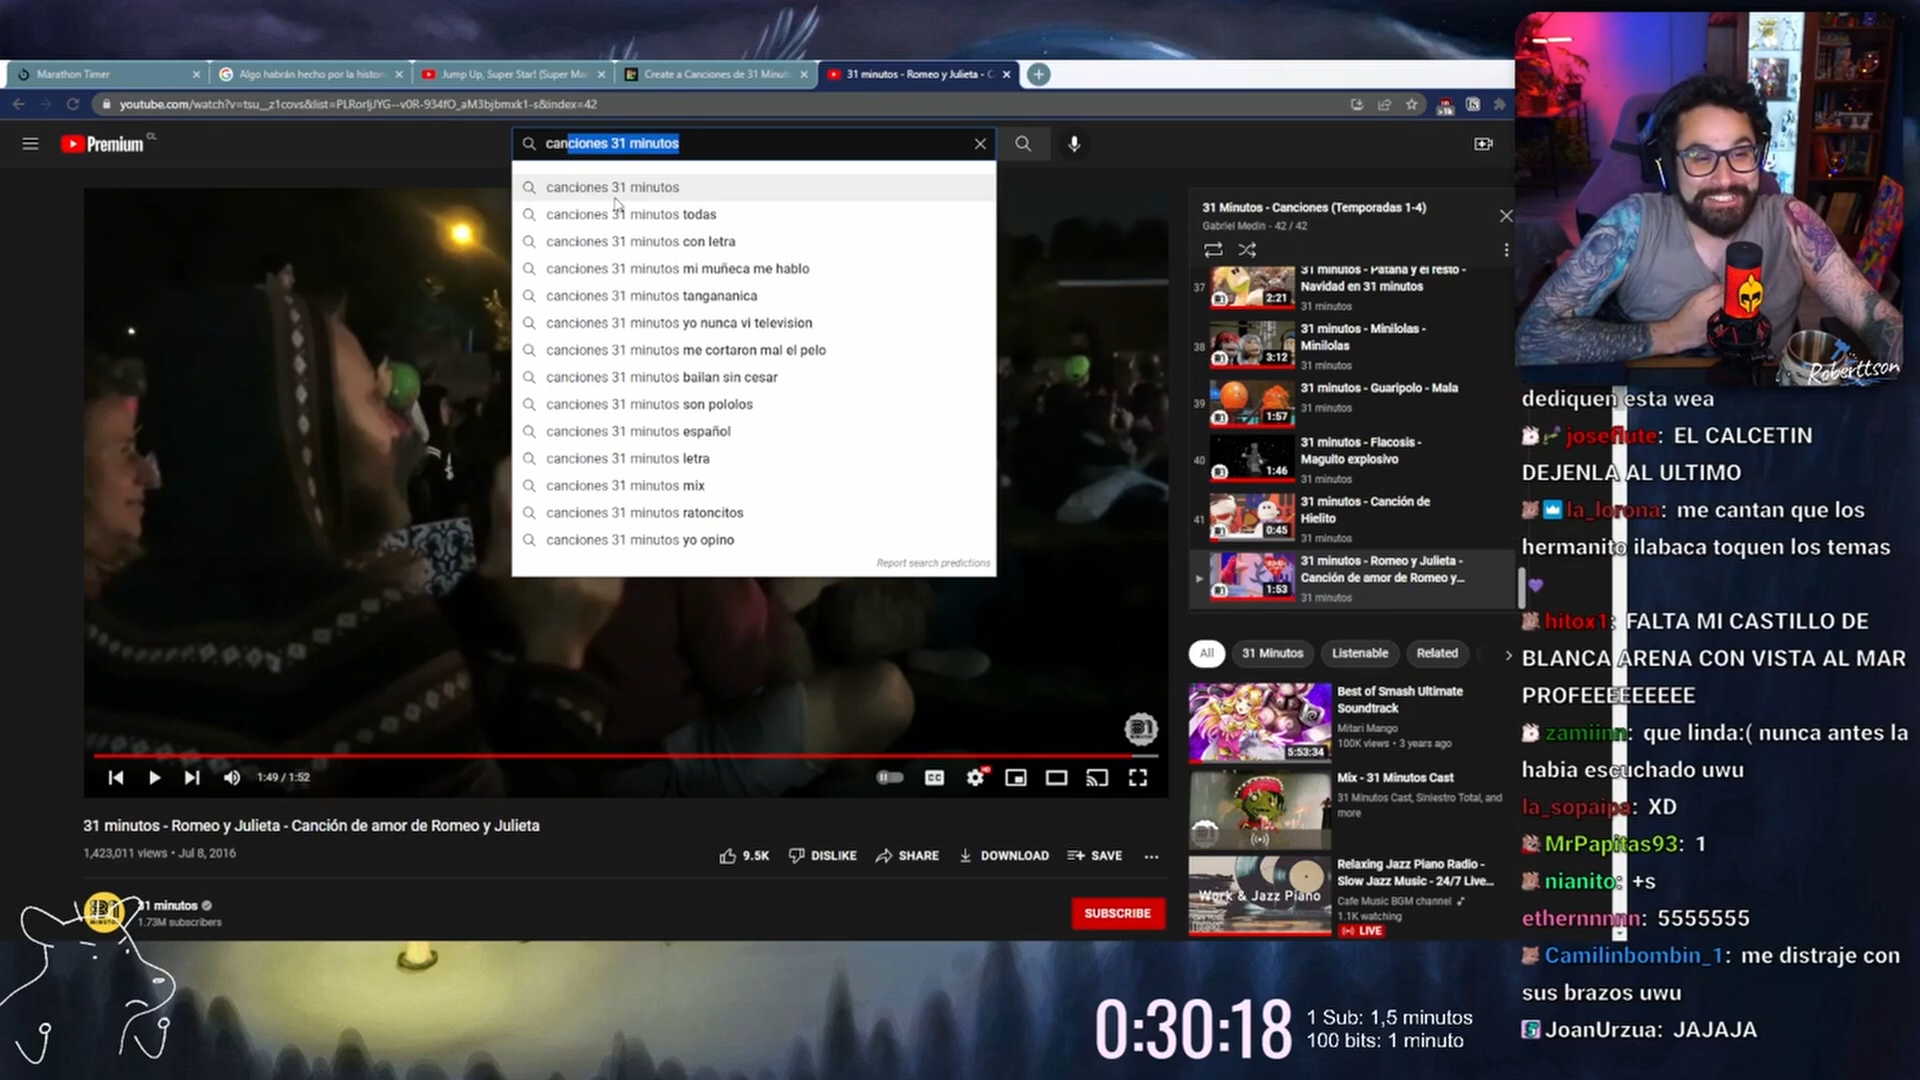 Marathon Timer
Algo habrán hecho por la histori
Jump Up, Super Star! (Super Ma
Create a Canciones de 31 Minut
31 minutos - Romeo y Julieta - C
youtube.com/watch?v=tsu__z1covs&list=PLRorljJYG--v0R-934fO_aM3bjbmxk1-s&index=42
Premium CL
canciones 31 minutos
canciones 31 minutos
canciones 31 minutos todas
canciones 31 minutos con letra
canciones 31 minutos mi muñeca me hablo
canciones 31 minutos tangananica
canciones 31 minutos yo nunca vi television
canciones 31 minutos me cortaron mal el pelo
canciones 31 minutos bailan sin cesar
canciones 31 minutos son pololos
canciones 31 minutos español
canciones 31 minutos letra
canciones 31 minutos mix
canciones 31 minutos ratoncitos
canciones 31 minutos yo opino
Report search predictions
1:49 / 1:52
31 minutos - Romeo y Julieta - Canción de amor de Romeo y Julieta
1,423,011 views • Jul 8, 2016
9.5K DISLIKE SHARE DOWNLOAD SAVE
31 minutos
1.73M subscribers
SUBSCRIBE
31 Minutos - Canciones (Temporadas 1-4)
Gabriel Medin - 42 / 42
37
2:21
31 minutos - Patana y el resto -
Navidad en 31 minutos
31 minutos
38
3:12
31 minutos - Minilolas -
Minilolas
31 minutos
39
1:57
31 minutos - Guaripolo - Mala
31 minutos
40
1:46
31 minutos - Flacosis -
Maguito explosivo
31 minutos
41
0:45
31 minutos - Canción de
Hielito
31 minutos
1:53
31 minutos - Romeo y Julieta -
Canción de amor de Romeo y...
31 minutos
All 31 Minutos Listenable Related
Best of Smash Ultimate
Soundtrack
Mitari Mango
100K views • 3 years ago
5:53:34
Mix - 31 Minutos Cast
31 Minutos Cast, Siniestro Total, and
more
Relaxing Jazz Piano Radio -
Slow Jazz Music - 24/7 Live...
Cafe Music BGM channel
1.1K watching
LIVE
Work & Jazz Piano
Roberttson
dediquen esta wea
joseflute: EL CALCETIN
DEJENLA AL ULTIMO
la_lorona: me cantan que los
hermanito ilabaca toquen los temas
hitox1: FALTA MI CASTILLO DE
BLANCA ARENA CON VISTA AL MAR
PROFEEEEEEEE
zamiinn: que linda:( nunca antes la
habia escuchado uwu
la_sopaipa: XD
MrPapitas93: 1
nianito: +s
ethernnnnn: 5555555
Camilinbombin_1: me distraje con
sus brazos uwu
JoanUrzua: JAJAJA
0:30:18
1 Sub: 1,5 minutos
100 bits: 1 minuto